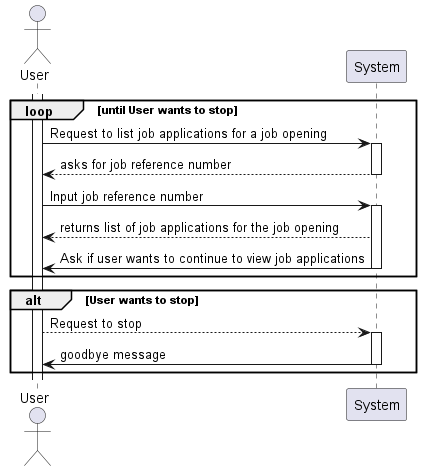 User
System
loop [until User wants to stop]
Request to list job applications for a job opening
asks for job reference number
Input job reference number
returns list of job applications for the job opening
Ask if user wants to continue to view job applications
alt [User wants to stop]
Request to stop
goodbye message
User
System